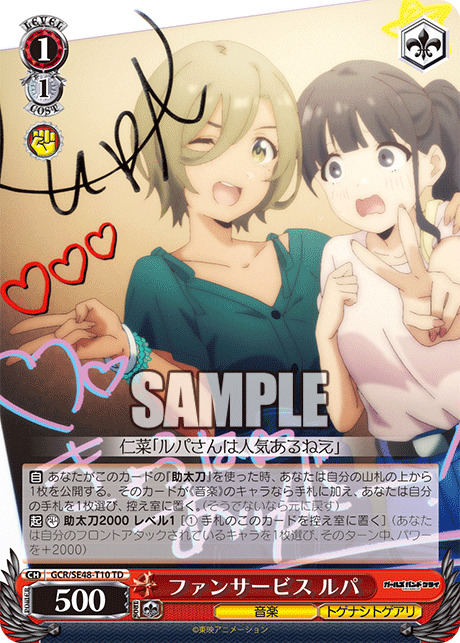 LEVEL
1
1
COST
LUPA
SAMPLE
仁菜「ルパさんは人気あるねえ」
自 あなたがこのカードの『助太刀』を使った時、あなたは自分の山札の上から
1枚を公開する。そのカードが《音楽》のキャラなら手札に加え、あなたは自分
の手札を1枚選び、控え室に置く。(そうでないなら元に戻す)
起 助太刀2000 レベル1 [① 手札のこのカードを控え室に置く] (あなたは
自分のフロントアタックされているキャラを1枚選び、そのターン中、パワー
を+2000)
CH GCR/SE48-T10 TD
ファンサービス ルパ
ガールズバンドクライ
500
POWER
SOUL
音楽
トゲナシトゲアリ
©東映アニメーション